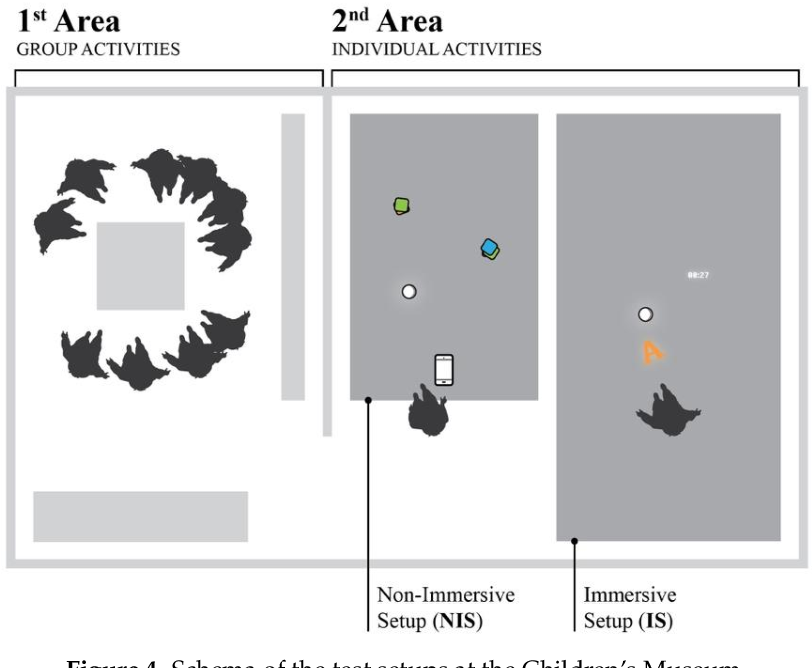 1st Area
GROUP ACTIVITIES
2nd Area
INDIVIDUAL ACTIVITIES
00:27
A
Non-Immersive
Setup (NIS)
Immersive
Setup (IS)
Figure 4. Scheme of the test setups at the Children's Museum